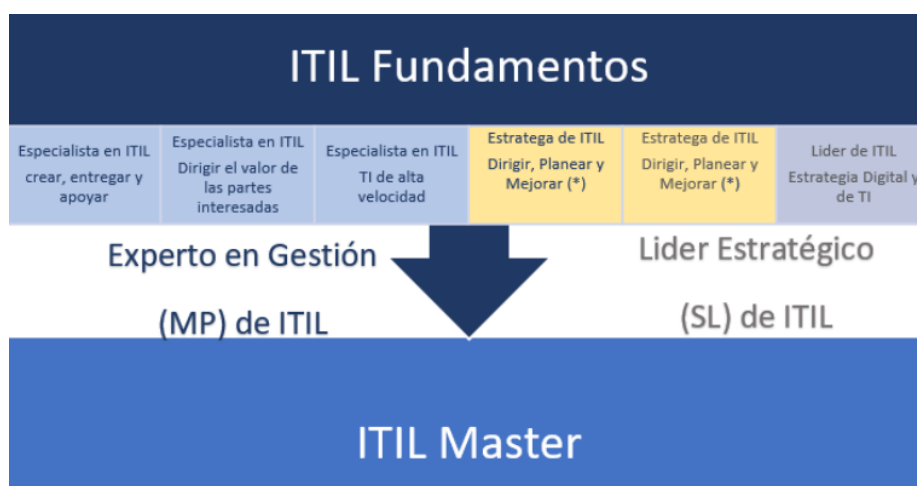 ITIL Fundamentos
Especialista en ITIL
crear, entregar y
apoyar
Especialista en ITIL
Dirigir el valor de
las partes
interesadas
Especialista en ITIL
TI de alta
velocidad
Estratega de ITIL
Dirigir, Planear y
Mejorar (*)
Estratega de ITIL
Dirigir, Planear y
Mejorar (*)
Lider de ITIL
Estrategia Digital y
de TI
Experto en Gestión
(MP) de ITIL
Lider Estratégico
(SL) de ITIL
ITIL Master